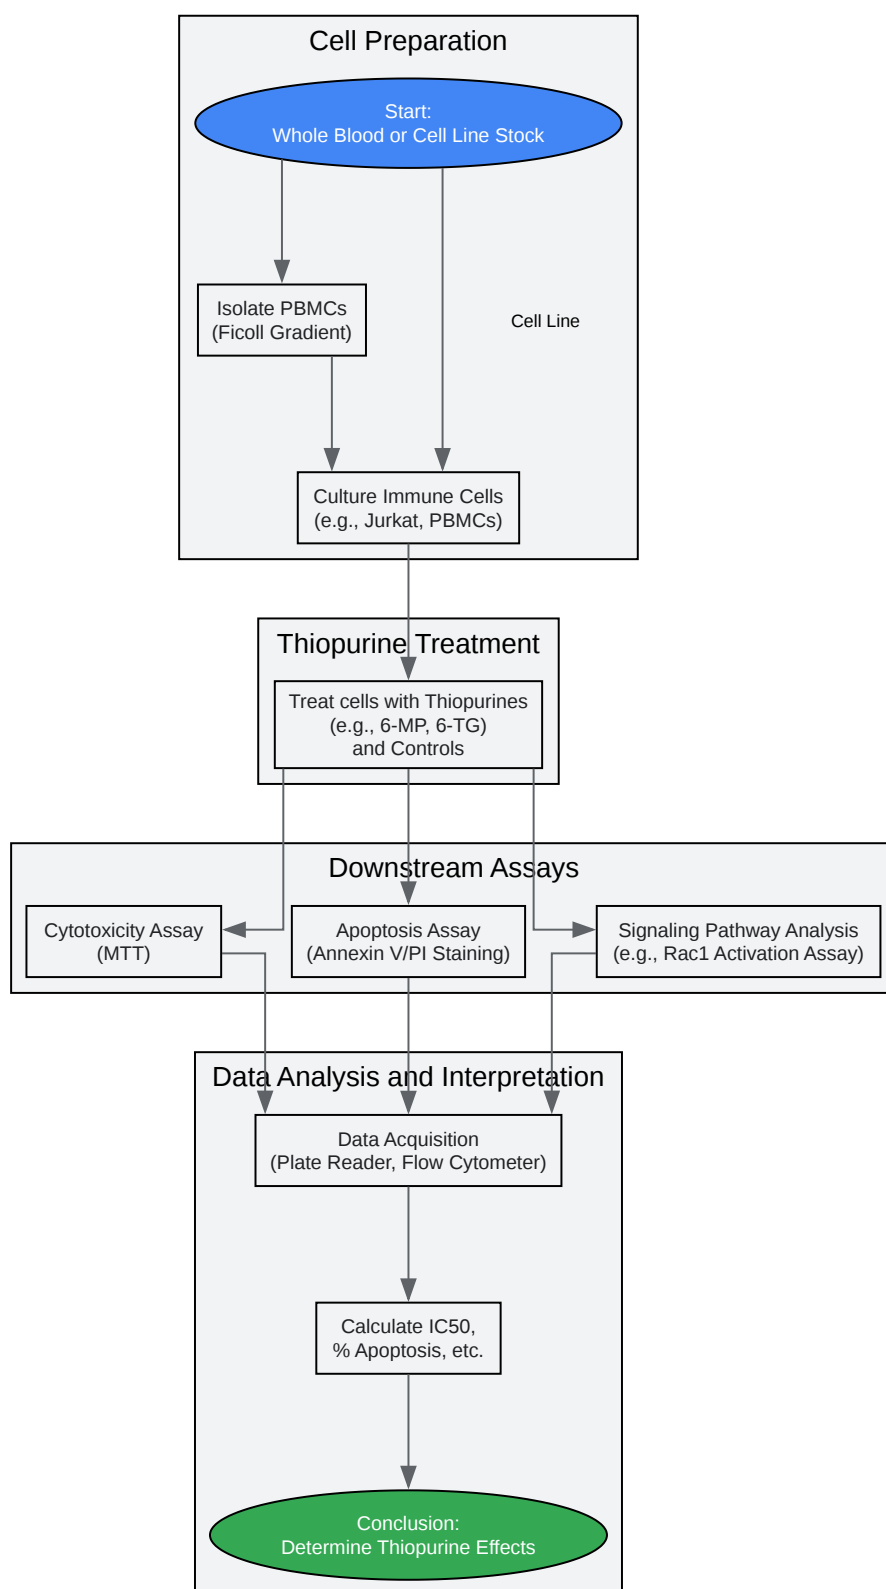 Cell Preparation
Start:
Whole Blood or Cell Line Stock
Isolate PBMCs
(Ficoll Gradient)
Cell Line
Culture Immune Cells
(e.g., Jurkat, PBMCs)
Thiopurine Treatment
Treat cells with Thiopurines
(e.g., 6-MP, 6-TG)
and Controls
Downstream Assays
Cytotoxicity Assay
(MTT)
Apoptosis Assay
(Annexin V/PI Staining)
Signaling Pathway Analysis
(e.g., Rac1 Activation Assay)
Data Analysis and Interpretation
Data Acquisition
(Plate Reader, Flow Cytometer)
Calculate IC50,
% Apoptosis, etc.
Conclusion:
Determine Thiopurine Effects